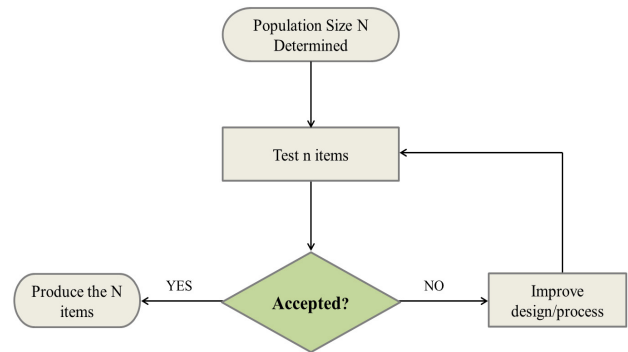 Population Size N
Determined
Test n items
Accepted?
YES
NO
Produce the N
items
Improve
design/process